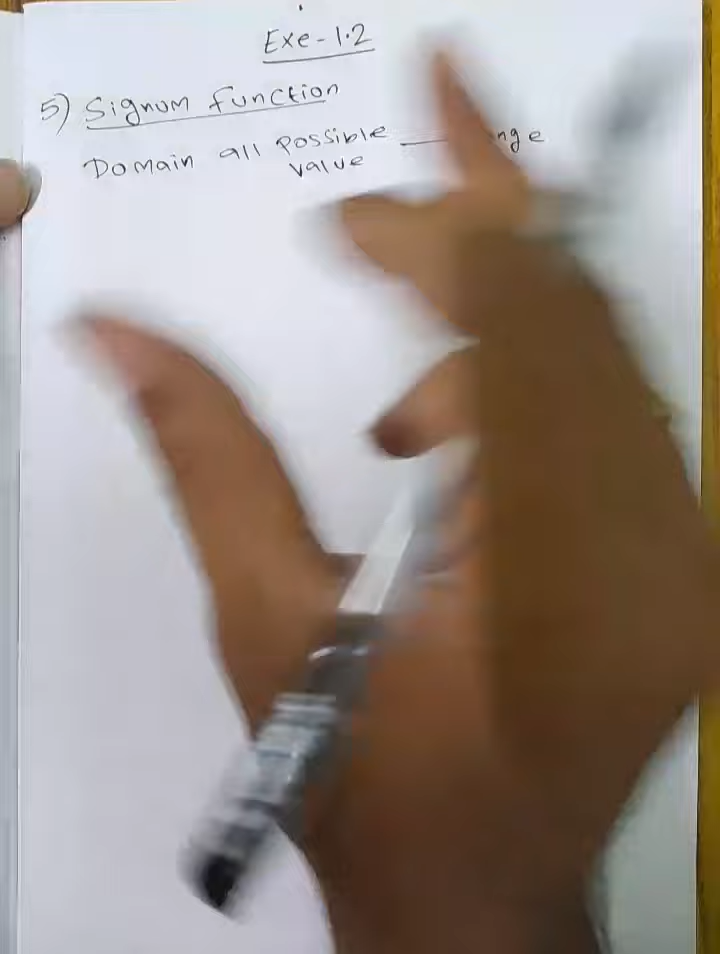 Exe-1.2
5) Signum function
Domain all possible —
value